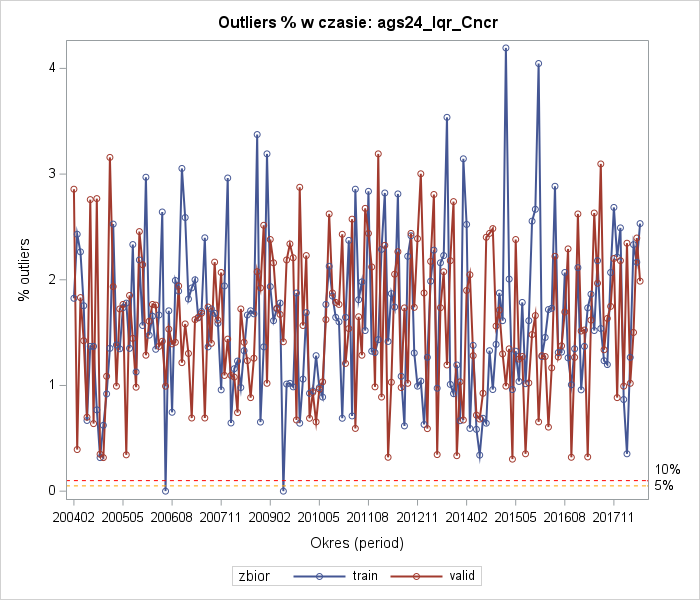 Outliers % w czasie: ags24_Iqr_Cncr
% outliers
4
3
2
1
0
10%
5%
200402 200505 200608 200711 200902 201005 201108 201211 201402 201505 201608 201711
Okres (period)
zbior train valid